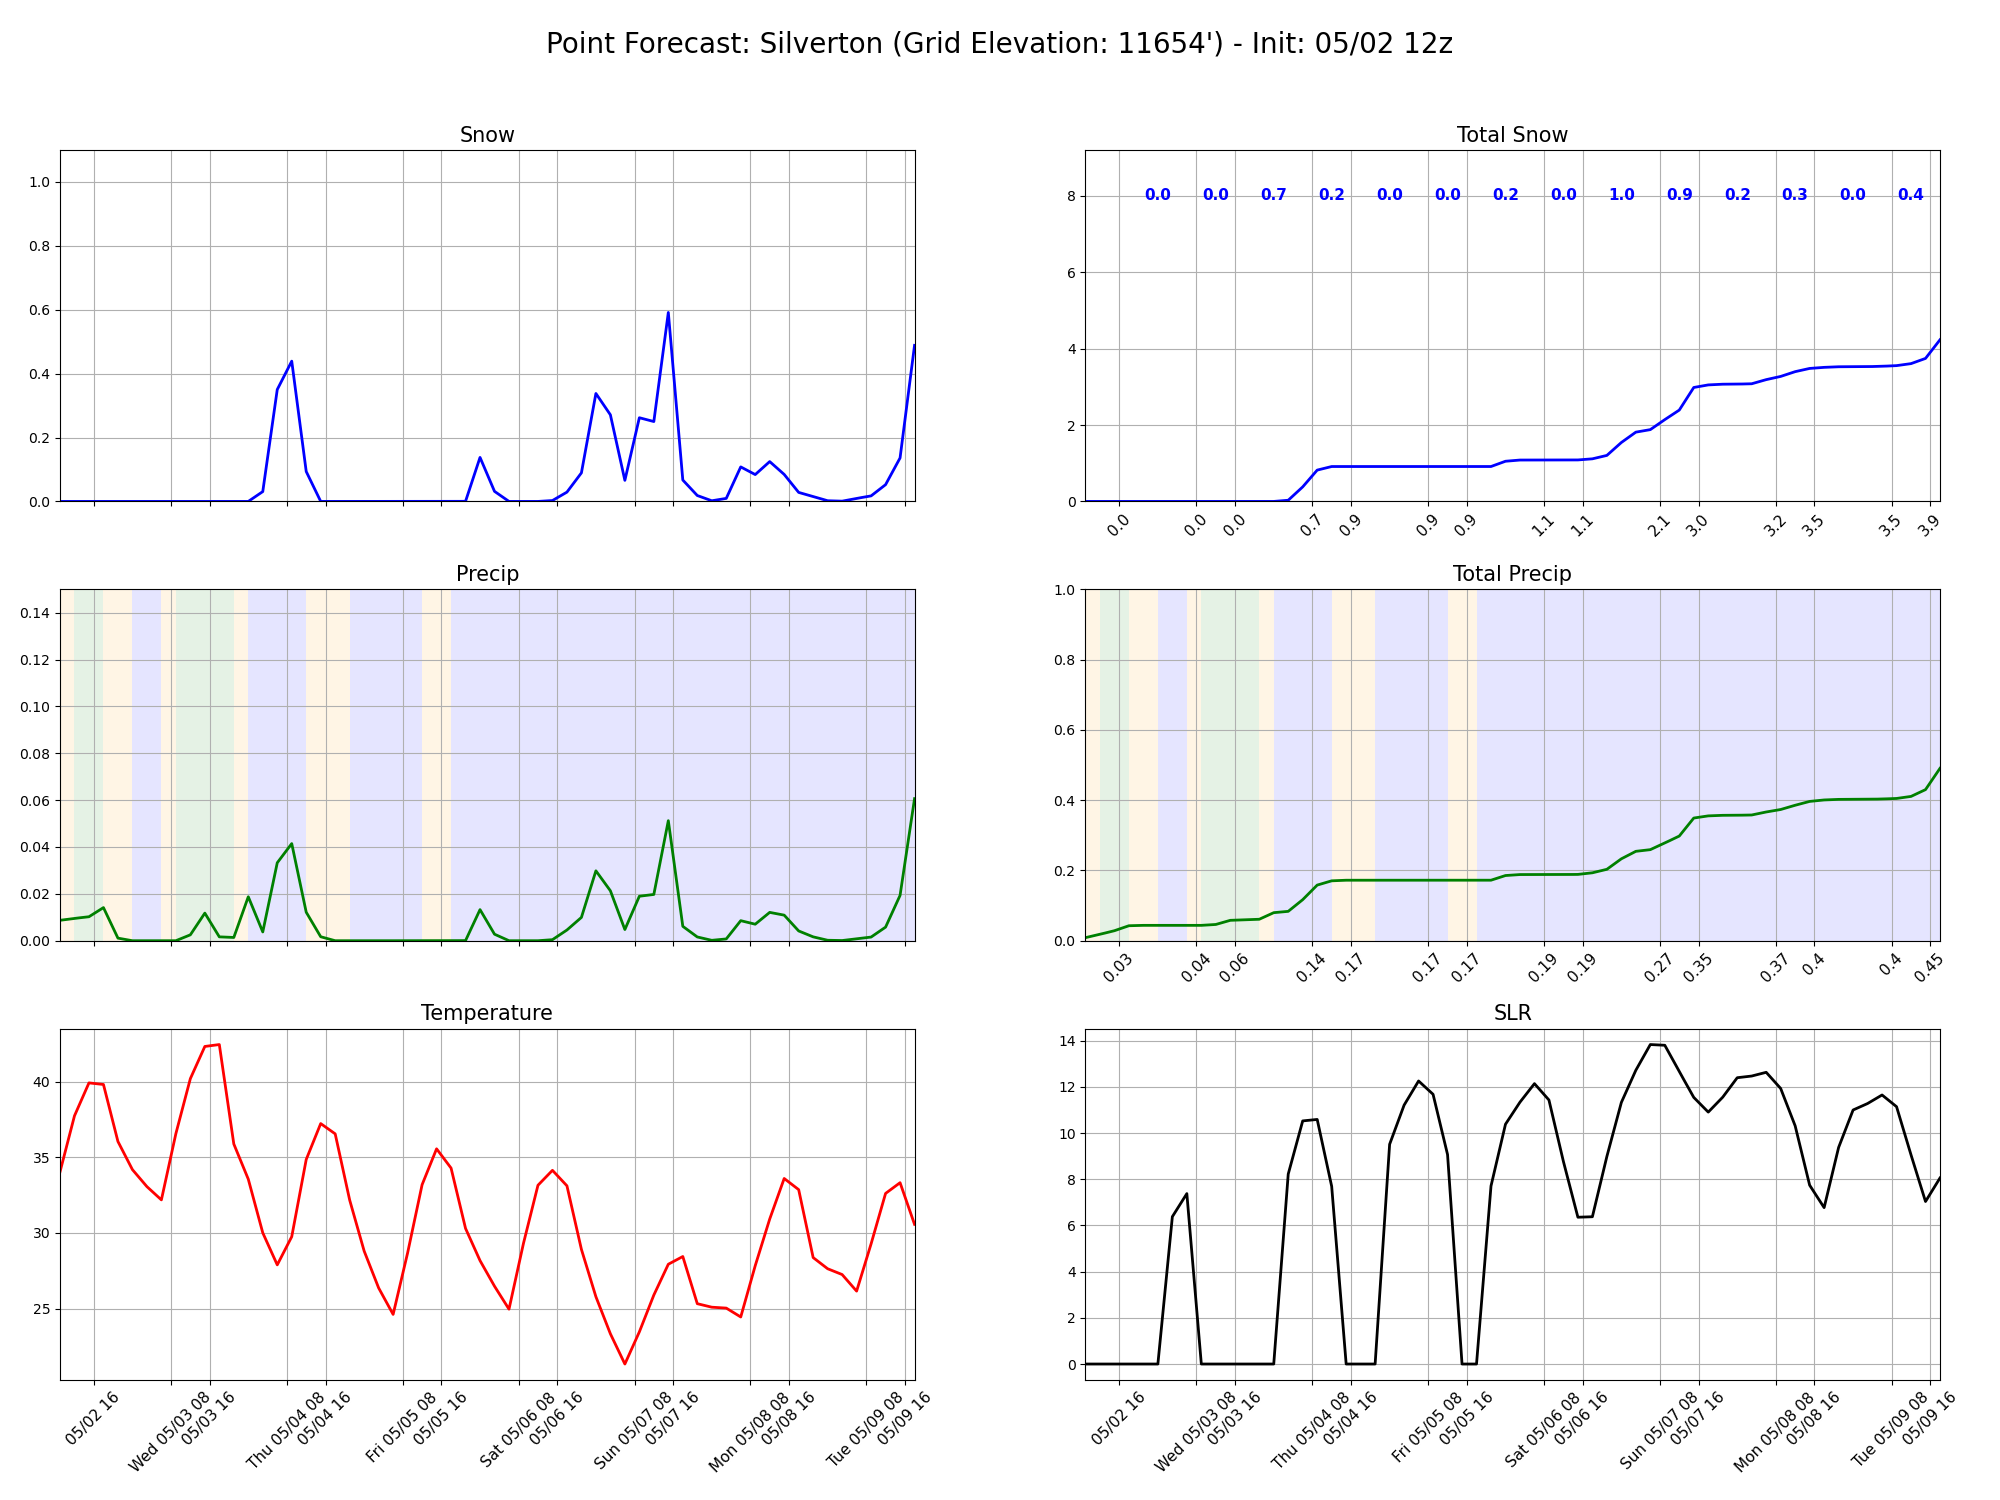 Point Forecast: Silverton (Grid Elevation: 11654') - Init: 05/02 12z
Snow
1.0
0.8
0.6
0.4
0.2
0.0
Total Snow
8
6
4
2
0
0.0 0.0 0.7 0.2 0.0 0.0 0.2 0.0 1.0 0.9 0.2 0.3 0.0 0.4
0.0 0.0 0.0 0.7 0.9 0.9 0.9 1.1 1.1 2.1 3.0 3.2 3.5 3.5 3.9
Precip
0.14
0.12
0.10
0.08
0.06
0.04
0.02
0.00
Total Precip
1.0
0.8
0.6
0.4
0.2
0.0
0.03 0.04 0.06 0.14 0.17 0.17 0.17 0.19 0.19 0.27 0.35 0.37 0.4 0.4 0.45
Temperature
40
35
30
25
05/02 16
Wed 05/03 08
05/03 16
Thu 05/04 08
05/04 16
Fri 05/05 08
05/05 16
Sat 05/06 08
05/06 16
Sun 05/07 08
05/07 16
Mon 05/08 08
05/08 16
Tue 05/09 08
05/09 16
SLR
14
12
10
8
6
4
2
0
05/02 16
Wed 05/03 08
05/03 16
Thu 05/04 08
05/04 16
Fri 05/05 08
05/05 16
Sat 05/06 08
05/06 16
Sun 05/07 08
05/07 16
Mon 05/08 08
05/08 16
Tue 05/09 08
05/09 16